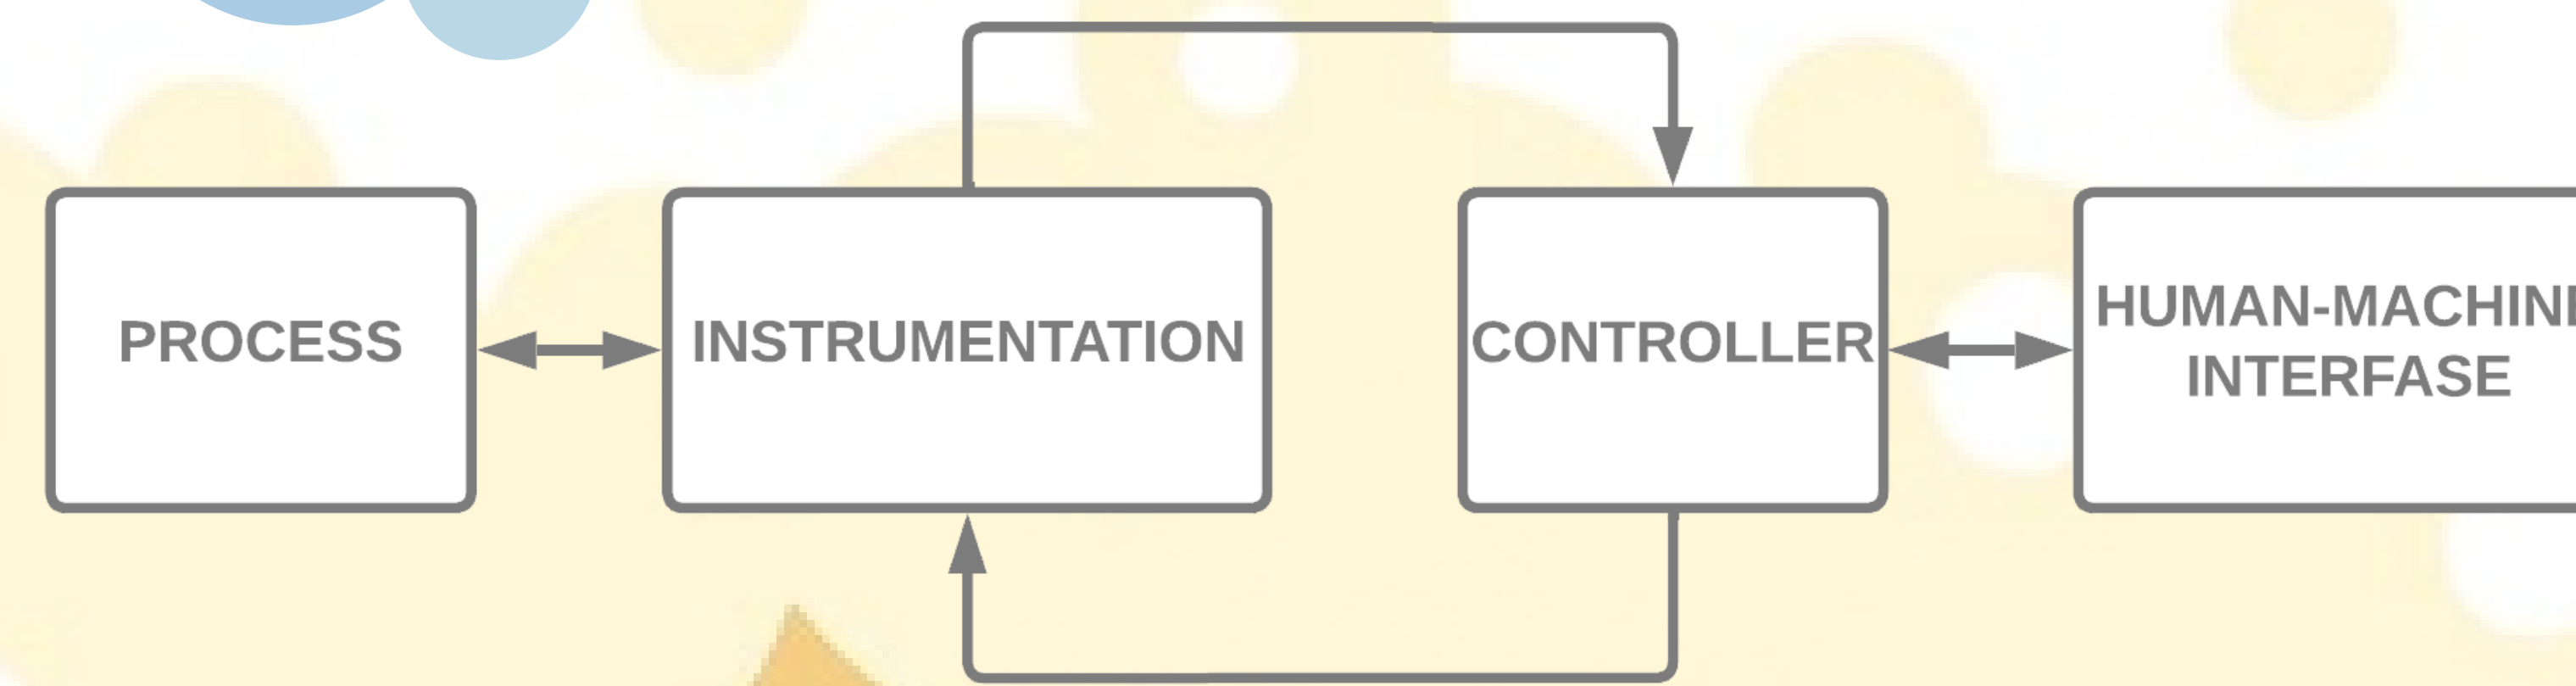 PROCESS
INSTRUMENTATION
CONTROLLER
HUMAN-MACHIN
INTERFASE